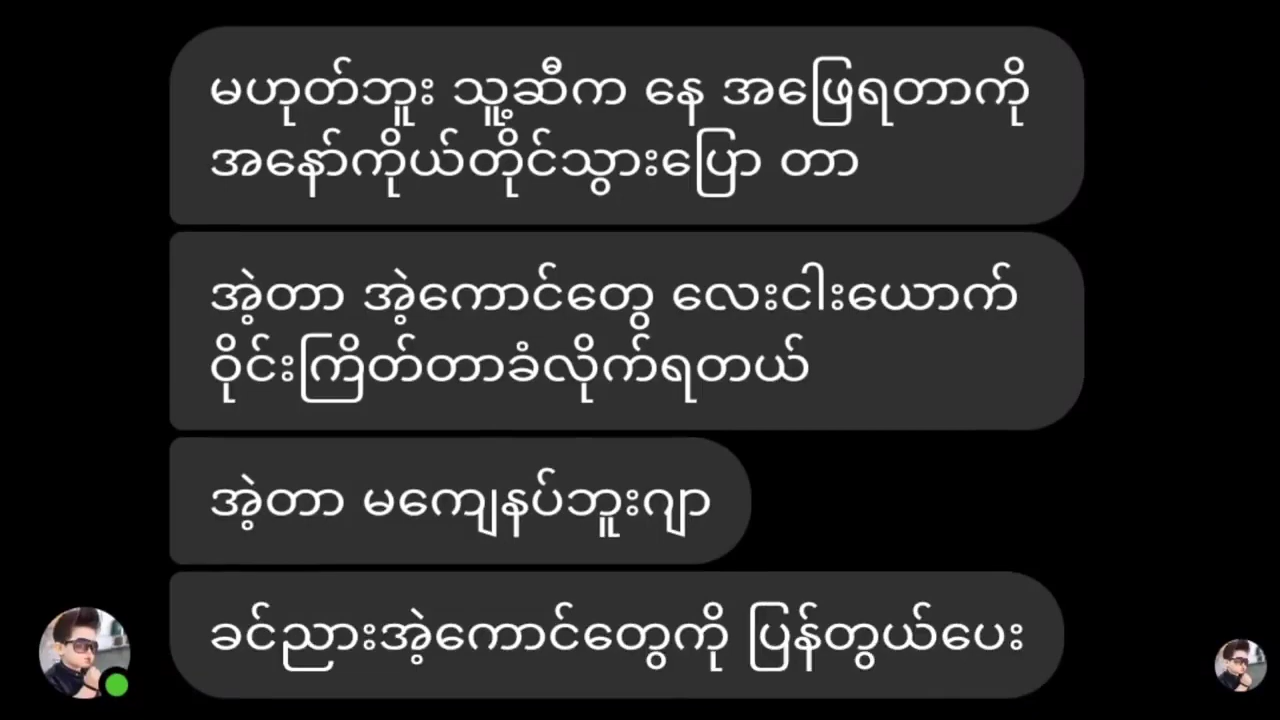 မဟုတ်ဘူး သူ့ဆီက နေ အဖြေရတာကို
အနော်ကိုယ်တိုင်သွားပြော တာ
အဲ့တာ အဲ့ကောင်တွေ လေးငါးယောက်
ဝိုင်းကြိတ်တာခံလိုက်ရတယ်
အဲ့တာ မကျေနပ်ဘူးဂျာ
ခင်ညားအဲ့ကောင်တွေကို ပြန်တွယ်ပေး